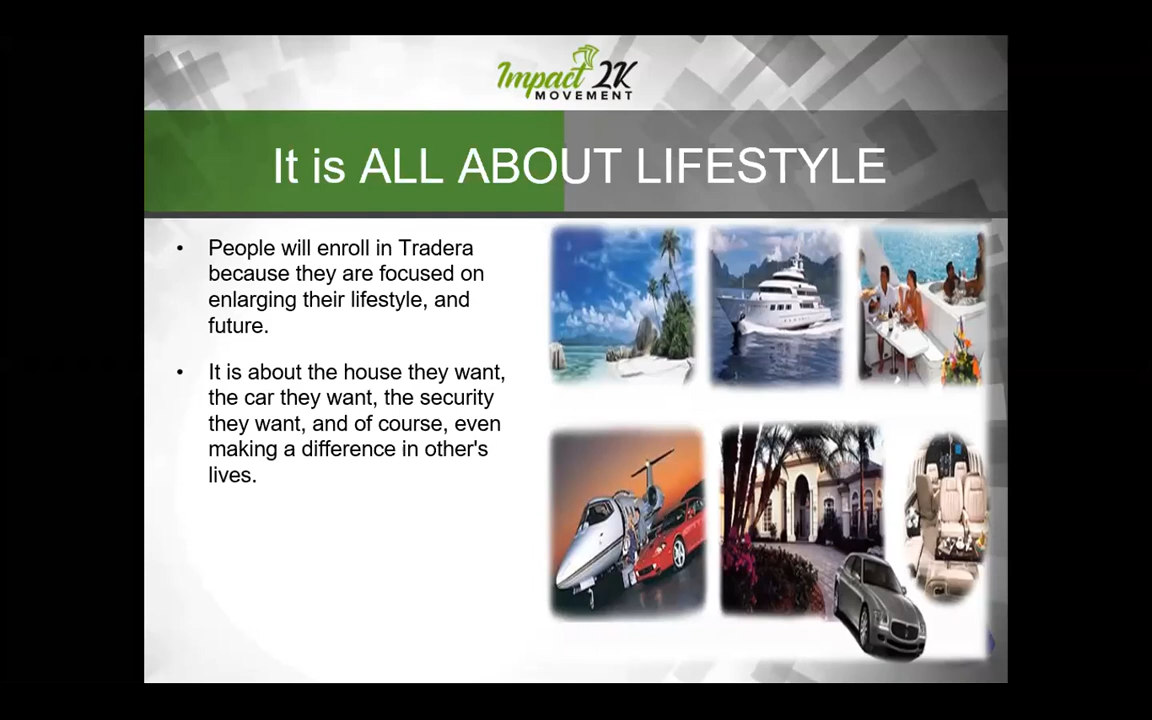 Impact 2K
MOVEMENT
It is ALL ABOUT LIFESTYLE
• People will enroll in Tradera
because they are focused on
enlarging their lifestyle, and
future.
• It is about the house they want,
the car they want, the security
they want, and of course, even
making a difference in other's
lives.